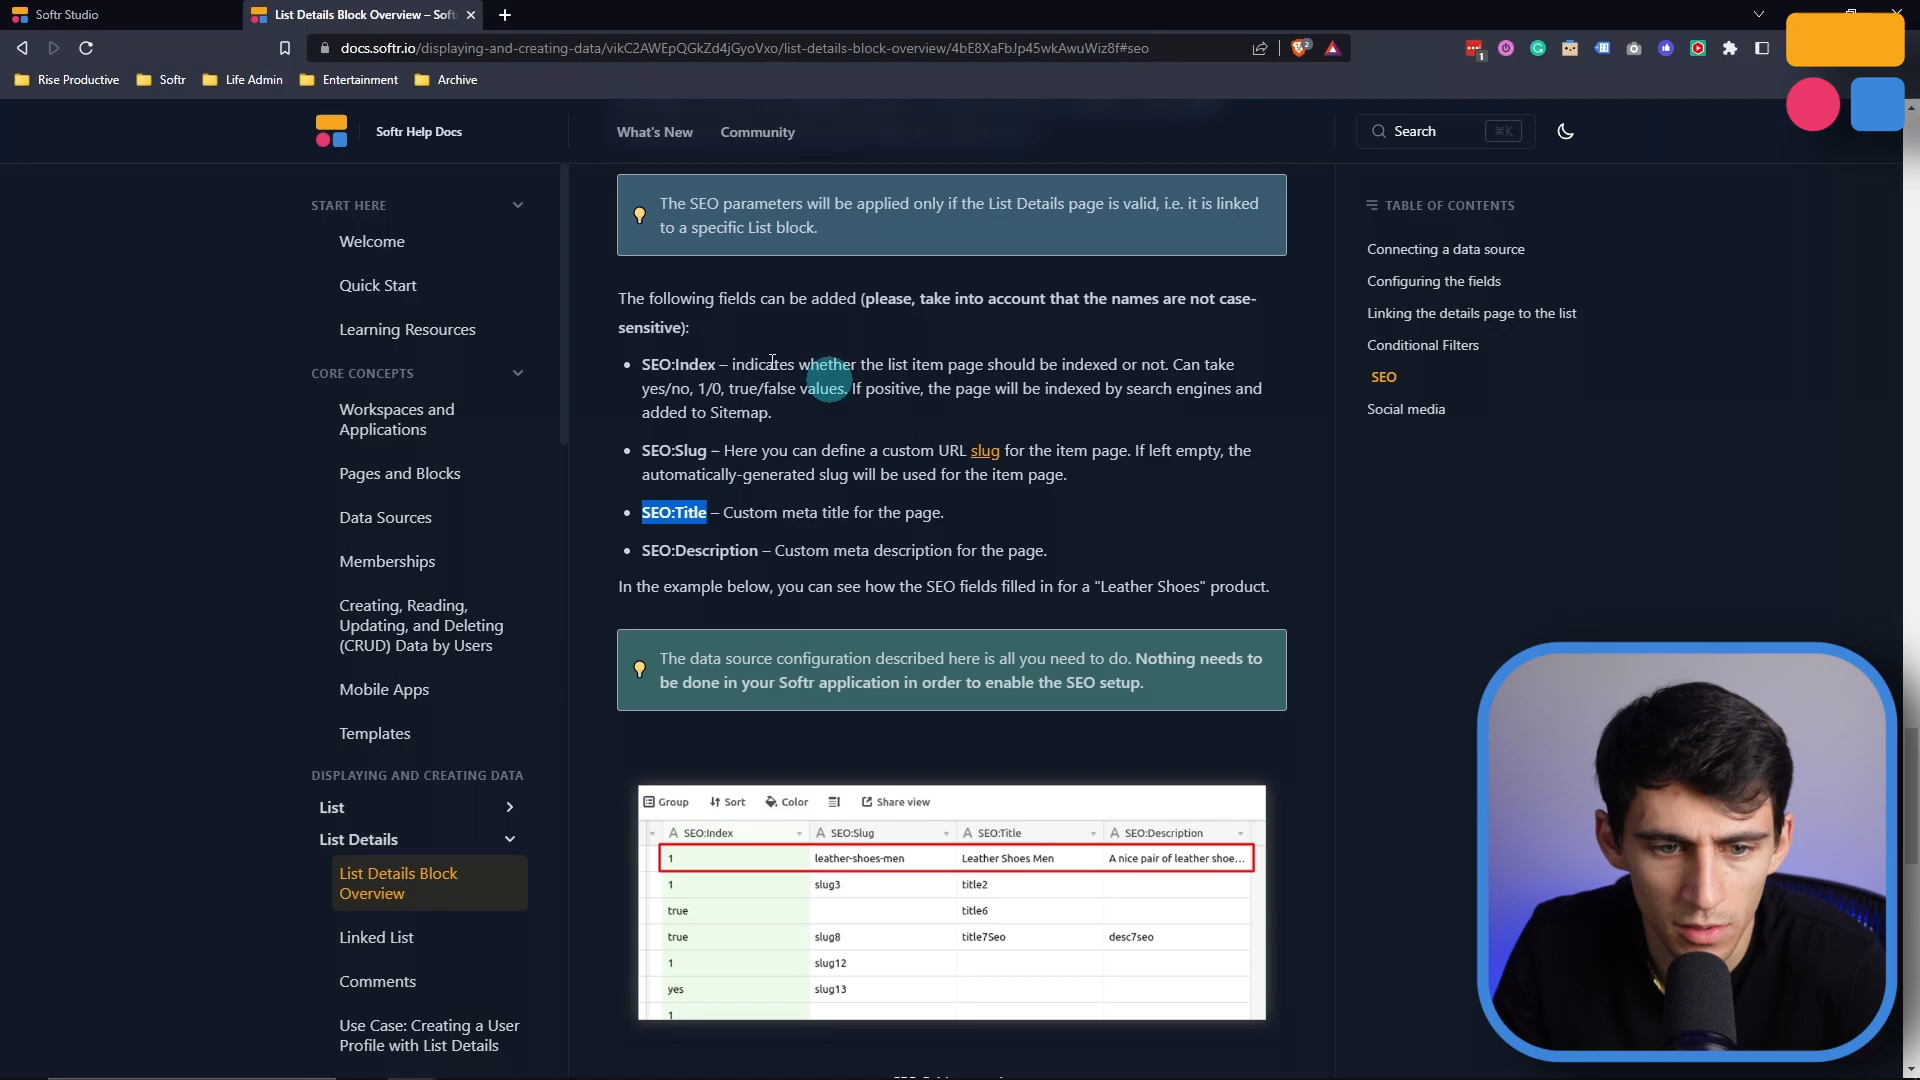 Softr Studio
List Details Block Overview – Soft
docs.softr.io/displaying-and-creating-data/vikC2AWEpQGkZd4jGyoVxo/list-details-block-overview/4bE8XaFbJp45wkAwuWiz8f#seo
2
1
Rise Productive
Softr
Life Admin
Entertainment
Archive
Softr Help Docs
What's New
Community
Search
⌘K
START HERE
Welcome
Quick Start
Learning Resources
CORE CONCEPTS
Workspaces and
Applications
Pages and Blocks
Data Sources
Memberships
Creating, Reading,
Updating, and Deleting
(CRUD) Data by Users
Mobile Apps
Templates
DISPLAYING AND CREATING DATA
List
List Details
List Details Block
Overview
Linked List
Comments
Use Case: Creating a User
Profile with List Details
The SEO parameters will be applied only if the List Details page is valid, i.e. it is linked
to a specific List block.
The following fields can be added (please, take into account that the names are not case-
sensitive):
• SEO:Index – indicates whether the list item page should be indexed or not. Can take
yes/no, 1/0, true/false values. If positive, the page will be indexed by search engines and
added to Sitemap.
• SEO:Slug – Here you can define a custom URL slug for the item page. If left empty, the
automatically-generated slug will be used for the item page.
• SEO:Title – Custom meta title for the page.
• SEO:Description – Custom meta description for the page.
In the example below, you can see how the SEO fields filled in for a "Leather Shoes" product.
The data source configuration described here is all you need to do. Nothing needs to
be done in your Softr application in order to enable the SEO setup.
Group Sort Color Share view
A SEO:Index A SEO:Slug A SEO:Title A SEO:Description
1 leather-shoes-men Leather Shoes Men A nice pair of leather shoe...
1 slug3 title2
true title6
true slug8 title7Seo desc7seo
1 slug12
yes slug13
1
TABLE OF CONTENTS
Connecting a data source
Configuring the fields
Linking the details page to the list
Conditional Filters
SEO
Social media